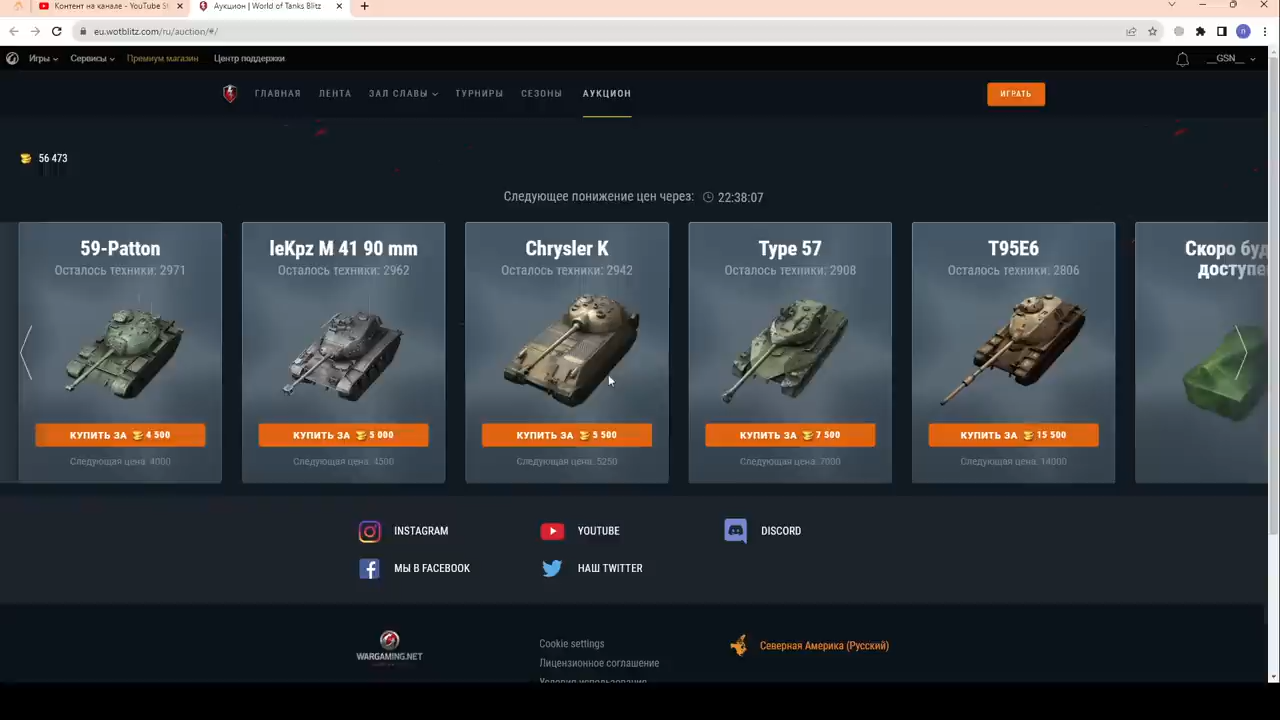 Контент на канале - YouTube S
Аукцион | World of Tanks Blitz
eu.wotblitz.com/ru/auction/#/
Игры
Сервисы
Премиум магазин
Центр поддержки
__GSN__
ГЛАВНАЯ
ЛЕНТА
ЗАЛ СЛАВЫ
ТУРНИРЫ
СЕЗОНЫ
АУКЦИОН
ИГРАТЬ
56 473
Следующее понижение цен через: 22:38:07
59-Patton
Осталось техники: 2971
КУПИТЬ ЗА 4 500
Следующая цена: 4000
leKpz M 41 90 mm
Осталось техники: 2962
КУПИТЬ ЗА 5 000
Следующая цена: 4500
Chrysler K
Осталось техники: 2942
КУПИТЬ ЗА 5 500
Следующая цена: 5250
Type 57
Осталось техники: 2908
КУПИТЬ ЗА 7 500
Следующая цена: 7000
T95E6
Осталось техники: 2806
КУПИТЬ ЗА 15 500
Следующая цена: 14000
Скоро буд
доступе
INSTAGRAM
YOUTUBE
DISCORD
МЫ В FACEBOOK
НАШ TWITTER
WARGAMING.NET
Cookie settings
Лицензионное соглашение
Условия использования
Северная Америка (Русский)